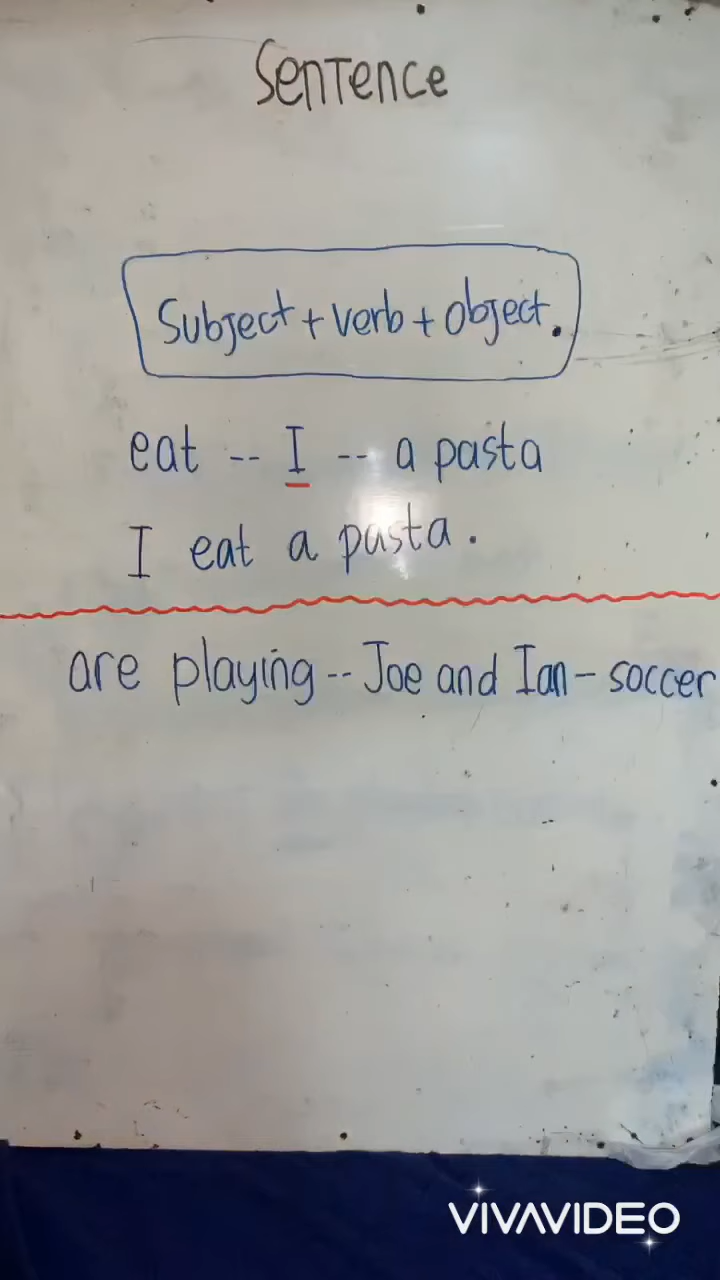 Sentence
Subject + verb + object.
eat -- I -- a pasta
I eat a pasta.
are playing -- Joe and Ian - soccer
VIVAVIDEO